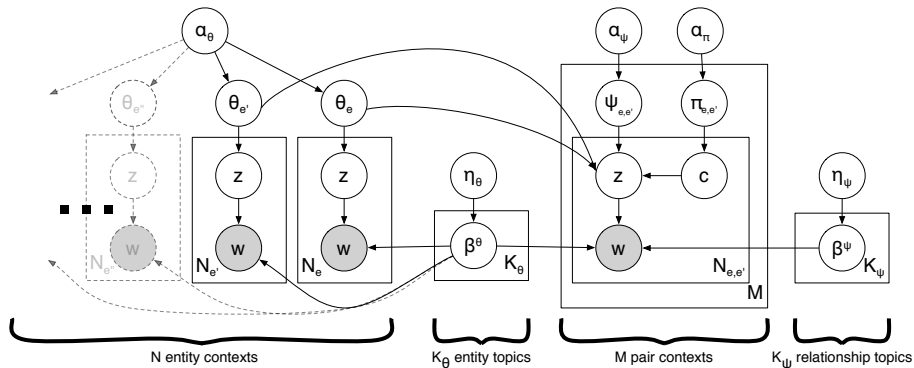 α_θ α_ψ α_π
θ_e'' θ_e' θ_e ψ_e,e' π_e,e'
z z z η_θ z c η_ψ
w w w β^θ w β^ψ
N_e'' N_e' N_e K_θ N_e,e' K_ψ
M
N entity contexts K_θ entity topics M pair contexts K_ψ relationship topics